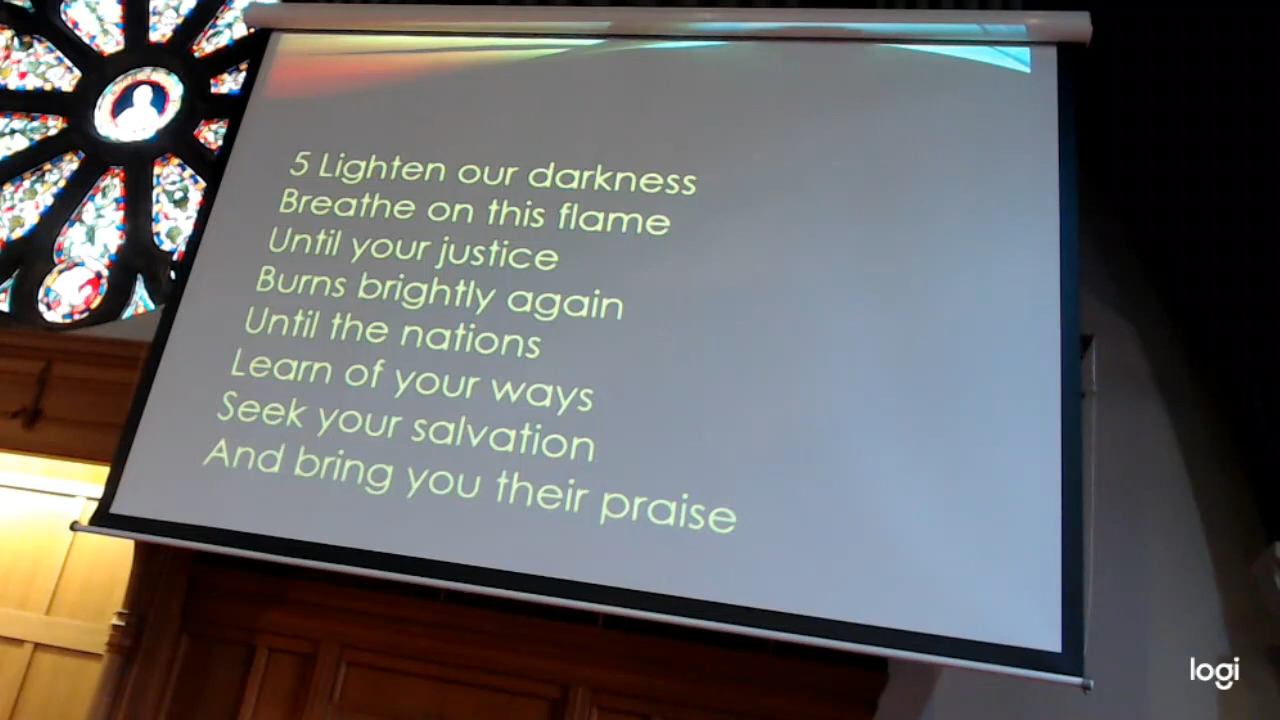 5 Lighten our darkness
Breathe on this flame
Until your justice
Burns brightly again
Until the nations
Learn of your ways
Seek your salvation
And bring you their praise
logi